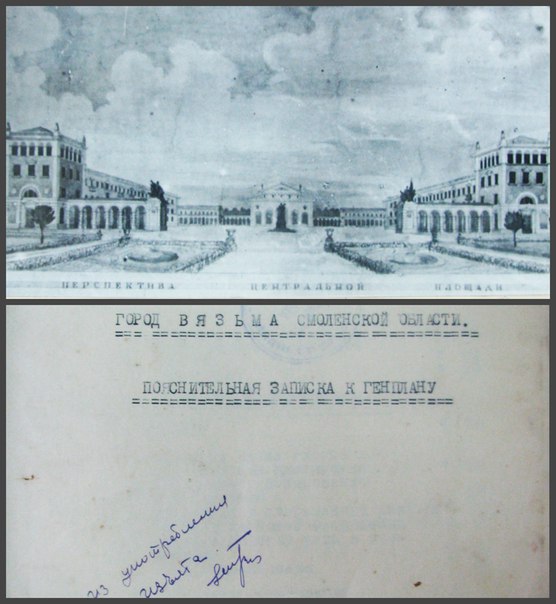 ПЕРСПЕКТИВА ЦЕНТРАЛЬНОЙ ПЛОЩАДИ
ГОРОД ВЯЗЬМА СМОЛЕНСКОЙ ОБЛАСТИ.
ПОЯСНИТЕЛЬНАЯ ЗАПИСКА К ГЕНПЛАНУ
из употребления
изъята